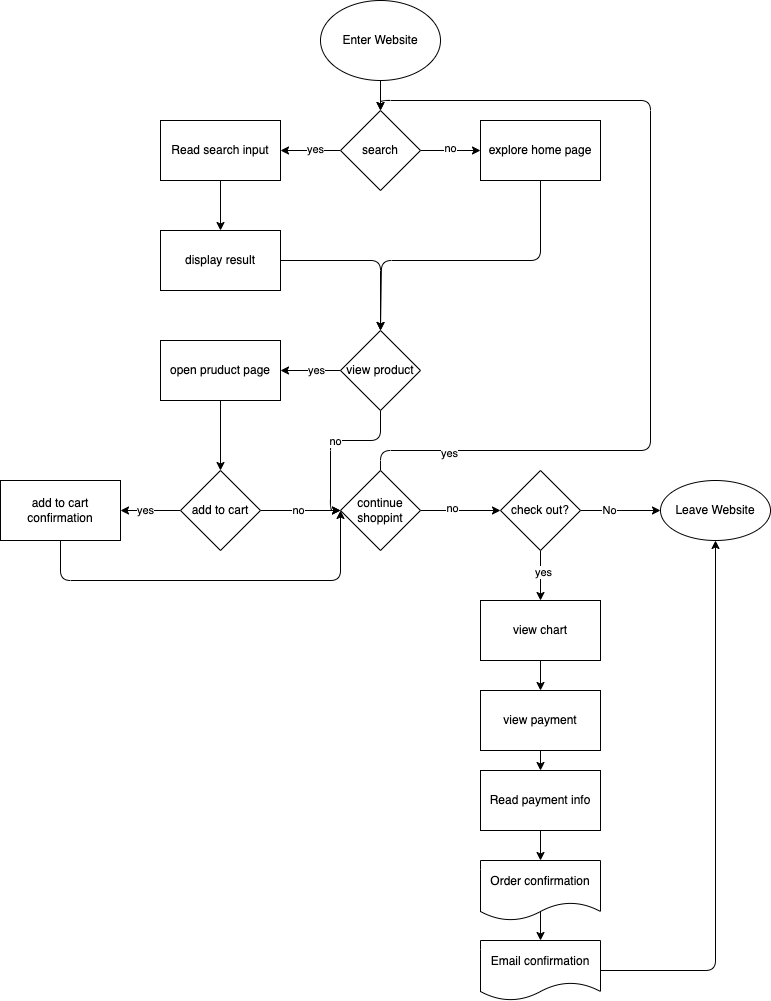 Enter Website
Read search input
yes
search
no
explore home page
display result
open pruduct page
yes
view product
no
yes
add to cart
confirmation
yes
add to cart
no
continue
shoppint
no
check out?
No
Leave Website
yes
view chart
view payment
Read payment info
Order confirmation
Email confirmation